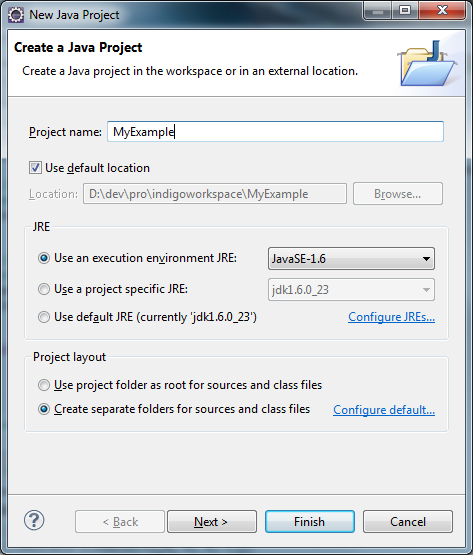 New Java Project
Create a Java Project
Create a Java project in the workspace or in an external location.
Project name: MyExample
Use default location
Location: D:\dev\pro\indigoworkspace\MyExample Browse...
JRE
Use an execution environment JRE: JavaSE-1.6
Use a project specific JRE: jdk1.6.0_23
Use default JRE (currently 'jdk1.6.0_23') Configure JREs...
Project layout
Use project folder as root for sources and class files
Create separate folders for sources and class files Configure default...
? < Back Next > Finish Cancel